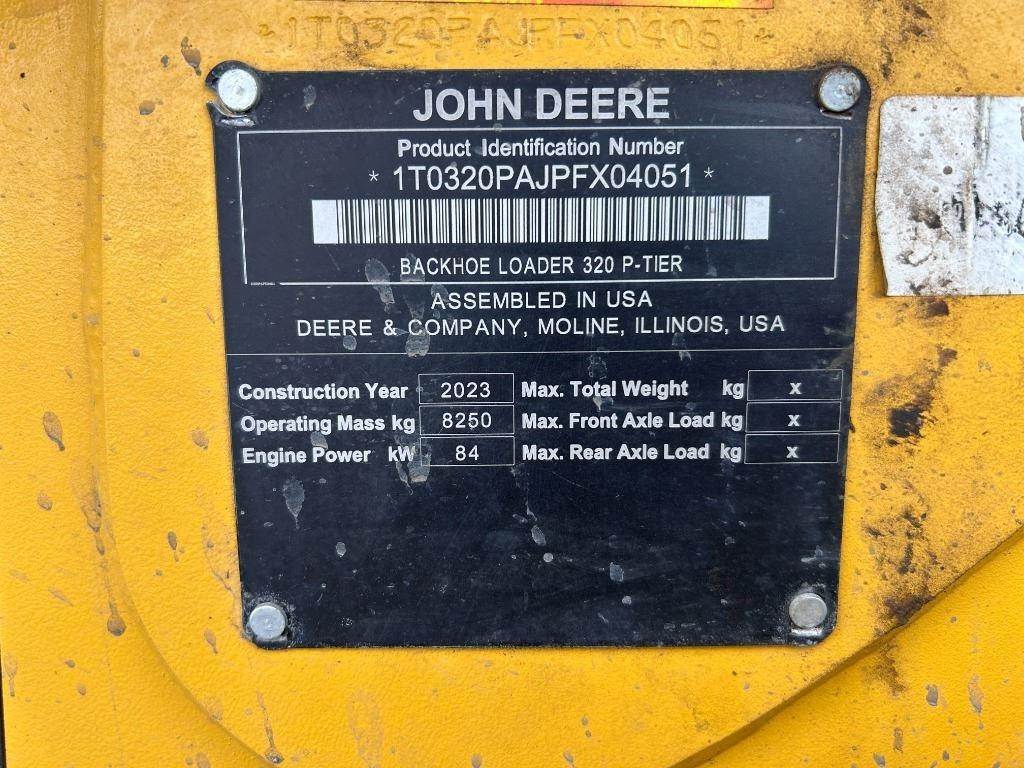 *1T0320PAJPFX04051*
JOHN DEERE
Product Identification Number
* 1T0320PAJPFX04051 *
BACKHOE LOADER 320 P-TIER
ASSEMBLED IN USA
DEERE & COMPANY, MOLINE, ILLINOIS, USA
Construction Year 2023 Max. Total Weight kg x
Operating Mass kg 8250 Max. Front Axle Load kg x
Engine Power kW 84 Max. Rear Axle Load kg x